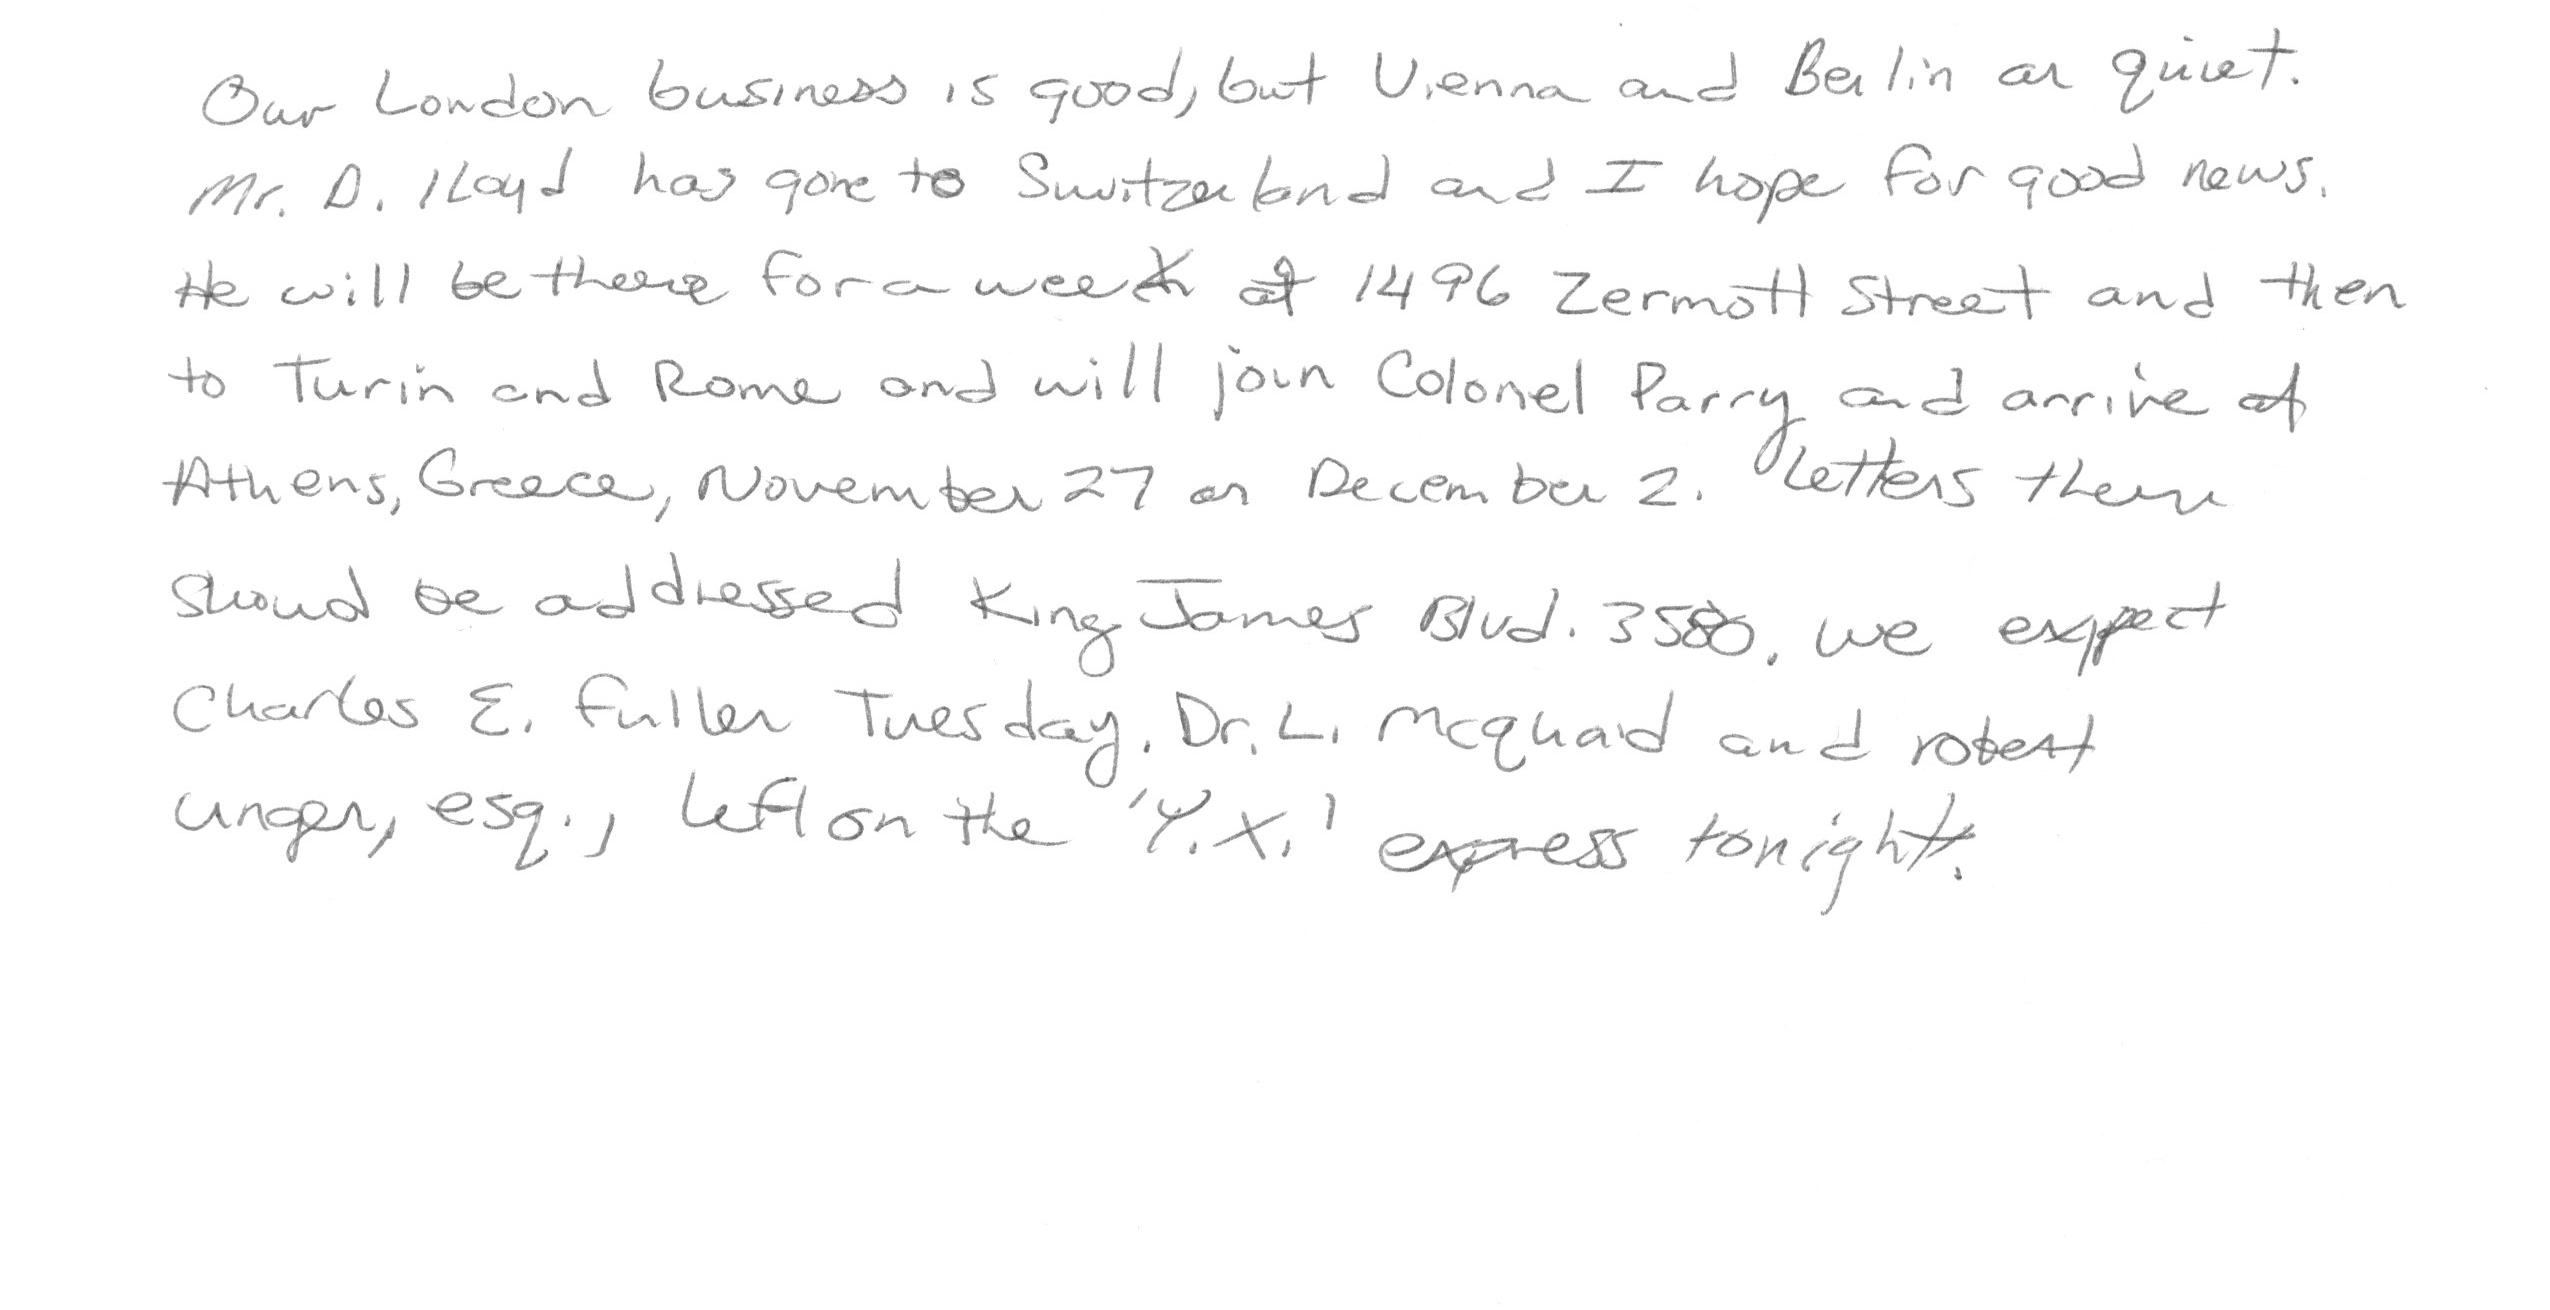 Our London business is good, but Vienna and Berlin ar quiet.
Mr. D. lLoyd has gone to Switzerland and I hope for good news.
He will be there for a week at 1496 Zermott Street and then
to Turin and Rome and will join Colonel Parry and arrive at
Athens, Greece, November 27 or December 2. Letters there
shoud be addressed King James Blvd. 3580. we expect
Charles E. Fuller Tuesday. Dr. L. McQuaid and robert
unger, esq., left on the 'Y.X.' express tonight.